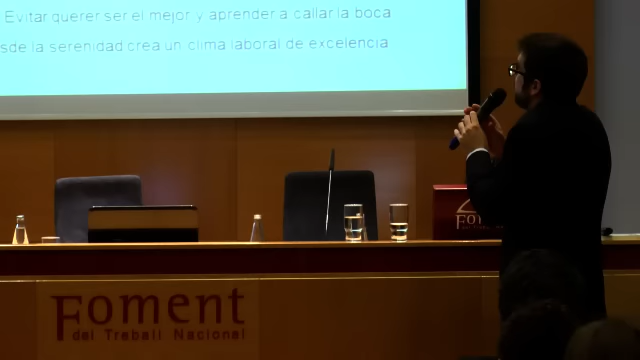 Evitar querer ser el mejor y aprender a callar la boca
sde la serenidad crea un clima laboral de excelencia
FO
Foment
del Treball Nacional